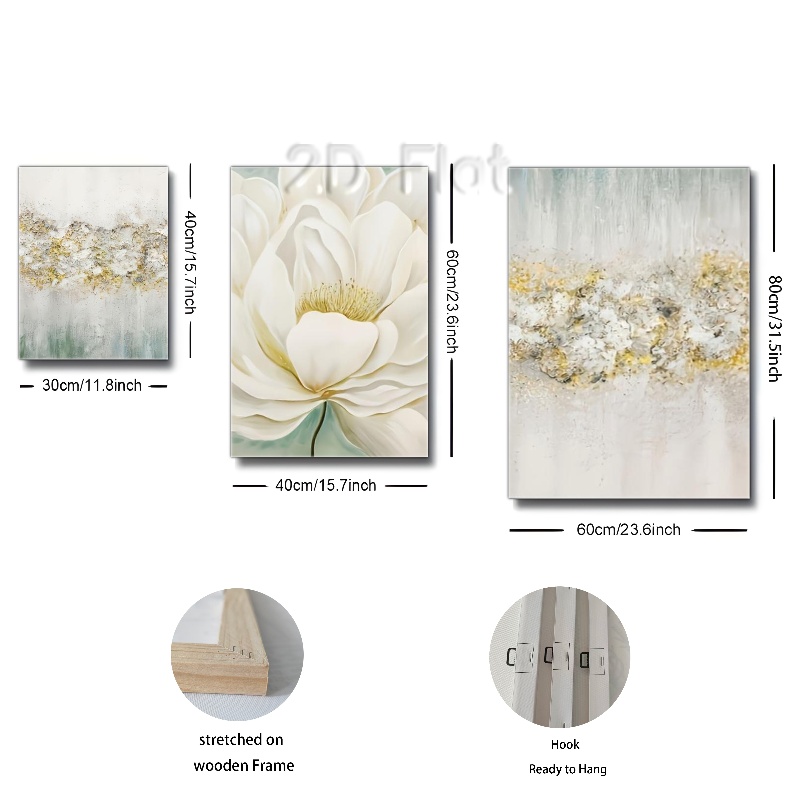 2D Flat
40cm/15.7inch
30cm/11.8inch
60cm/23.6inch
40cm/15.7inch
80cm/31.5inch
60cm/23.6inch
stretched on
wooden Frame
Hook
Ready to Hang